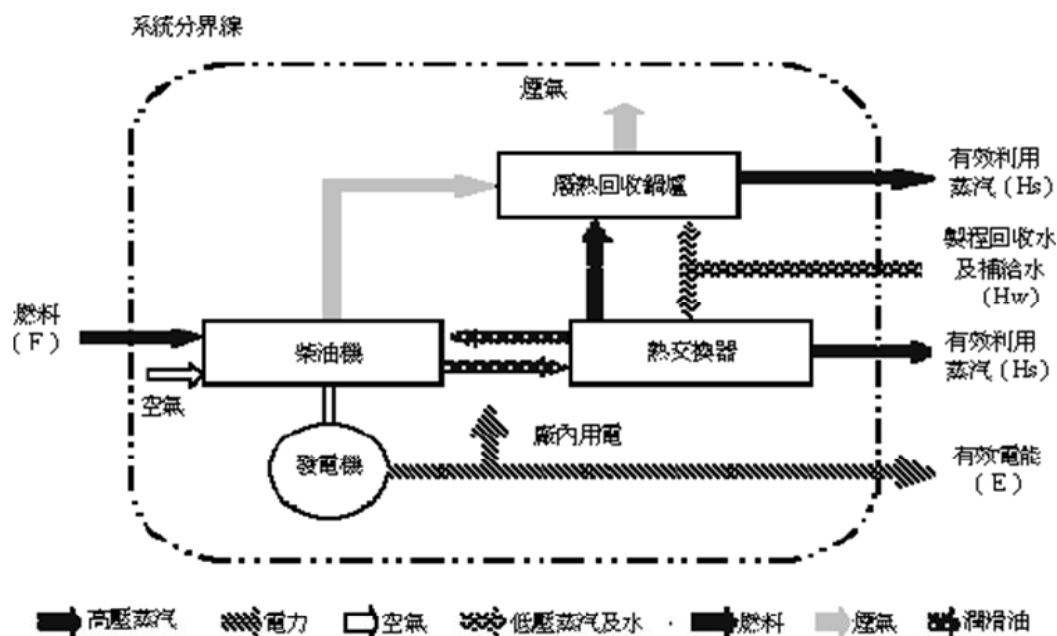 系統分界線
煙氣
廢熱回收鍋爐
有效利用
蒸汽(Hs)
製程回收水
及補給水
(Hw)
燃料
(F)
柴油機
熱交換器
有效利用
蒸汽(Hs)
空氣
廠內用電
發電機
有效電能
(E)
高壓蒸汽 電力 空氣 低壓蒸汽及水 燃料 煙氣 潤滑油